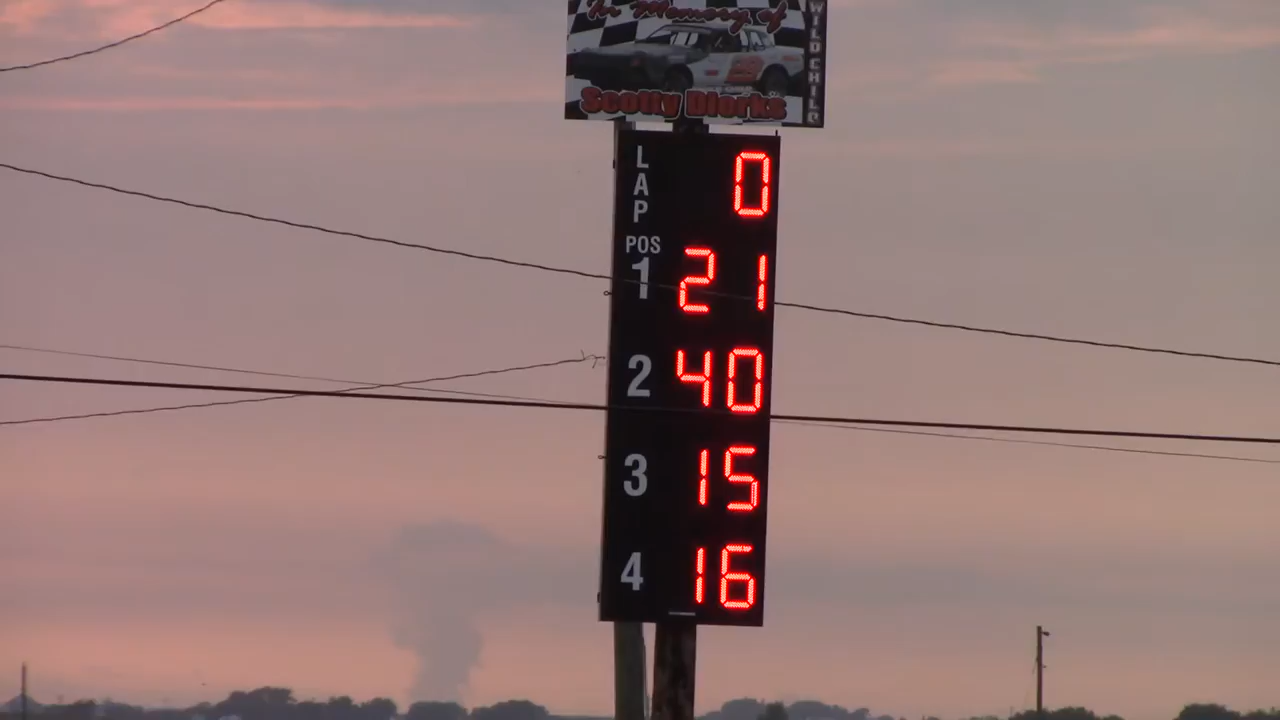 In Memory of
WILD CHILD
Scotty Dierks
LAP 0
POS
1 21
2 40
3 15
4 16